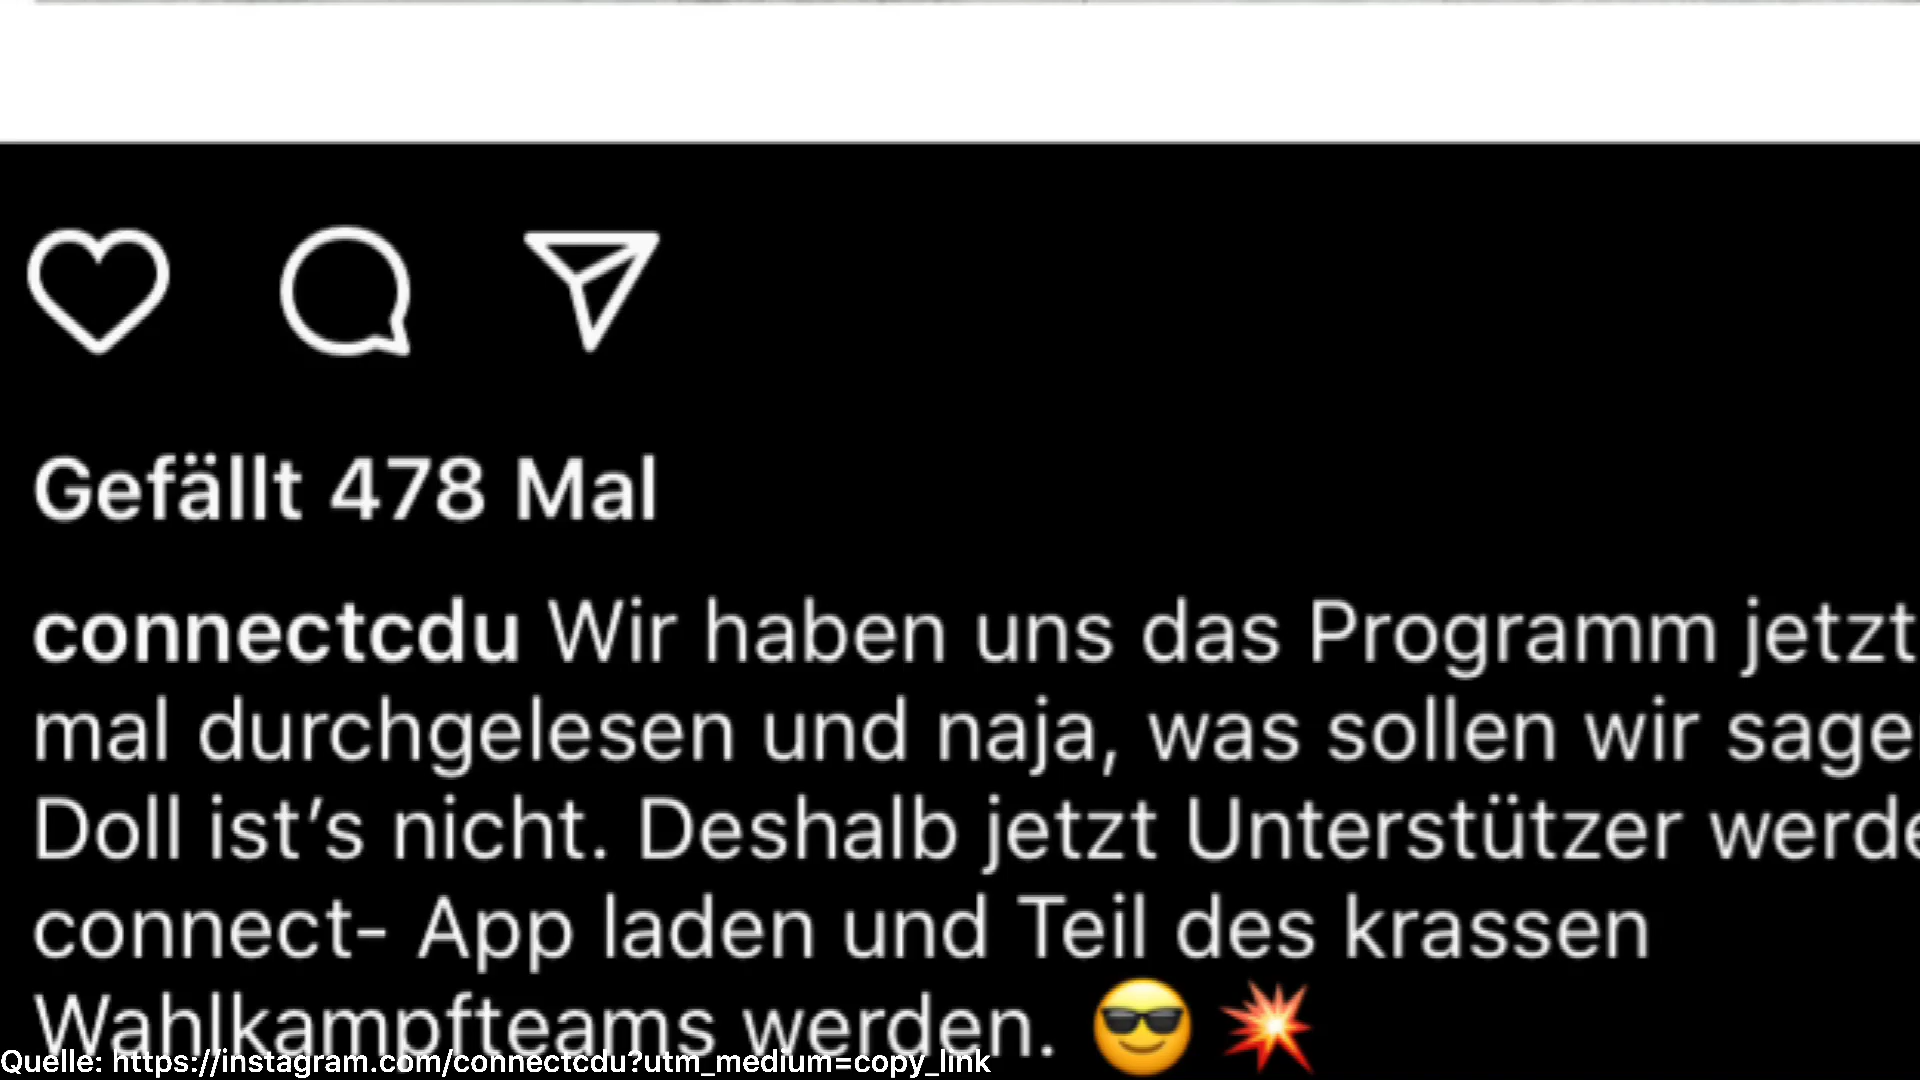 Gefällt 478 Mal
connectcdu Wir haben uns das Programm jetzt
mal durchgelesen und naja, was sollen wir sage
Doll ist’s nicht. Deshalb jetzt Unterstützer werde
connect- App laden und Teil des krassen
Wahlkampfteams werden. 😎 💥
Quelle: https://instagram.com/connectcdu?utm_medium=copy_link